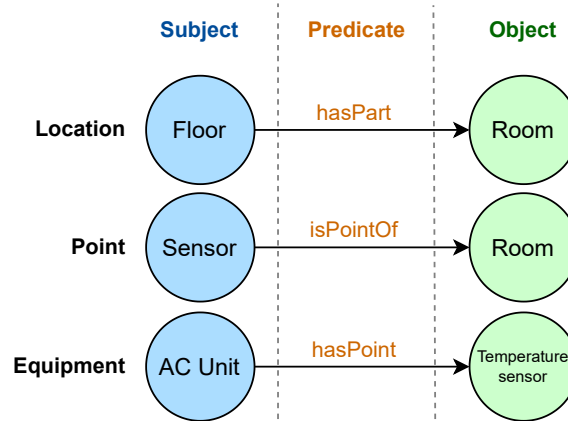 Subject Predicate Object
Location Floor hasPart Room
Point Sensor isPointOf Room
Equipment AC Unit hasPoint Temperature
sensor